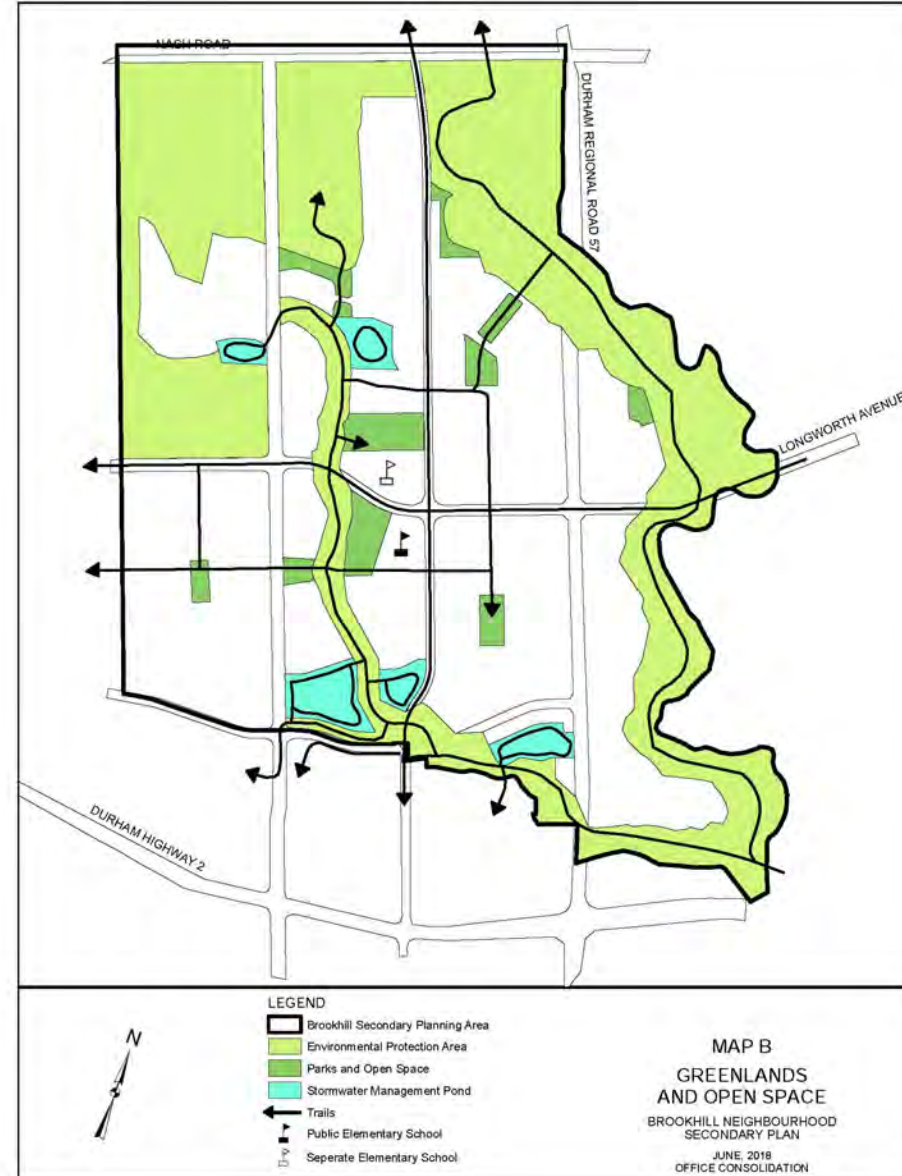 NASH ROAD
DURHAM REGIONAL ROAD 57
LONGWORTH AVENUE
DURHAM HIGHWAY 2
LEGEND
Brookhill Secondary Planning Area
Environmental Protection Area
Parks and Open Space
Stormwater Management Pond
Trails
Public Elementary School
Seperate Elementary School
N
MAP B
GREENLANDS
AND OPEN SPACE
BROOKHILL NEIGHBOURHOOD
SECONDARY PLAN
JUNE, 2018
OFFICE CONSOLIDATION